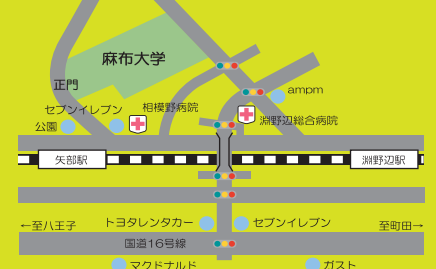 麻布大学
正門
ampm
セブンイレブン
相模野病院
公園
淵野辺総合病院
矢部駅
淵野辺駅
←至八王子
トヨタレンタカー
セブンイレブン
至町田→
国道16号線
マクドナルド
ガスト